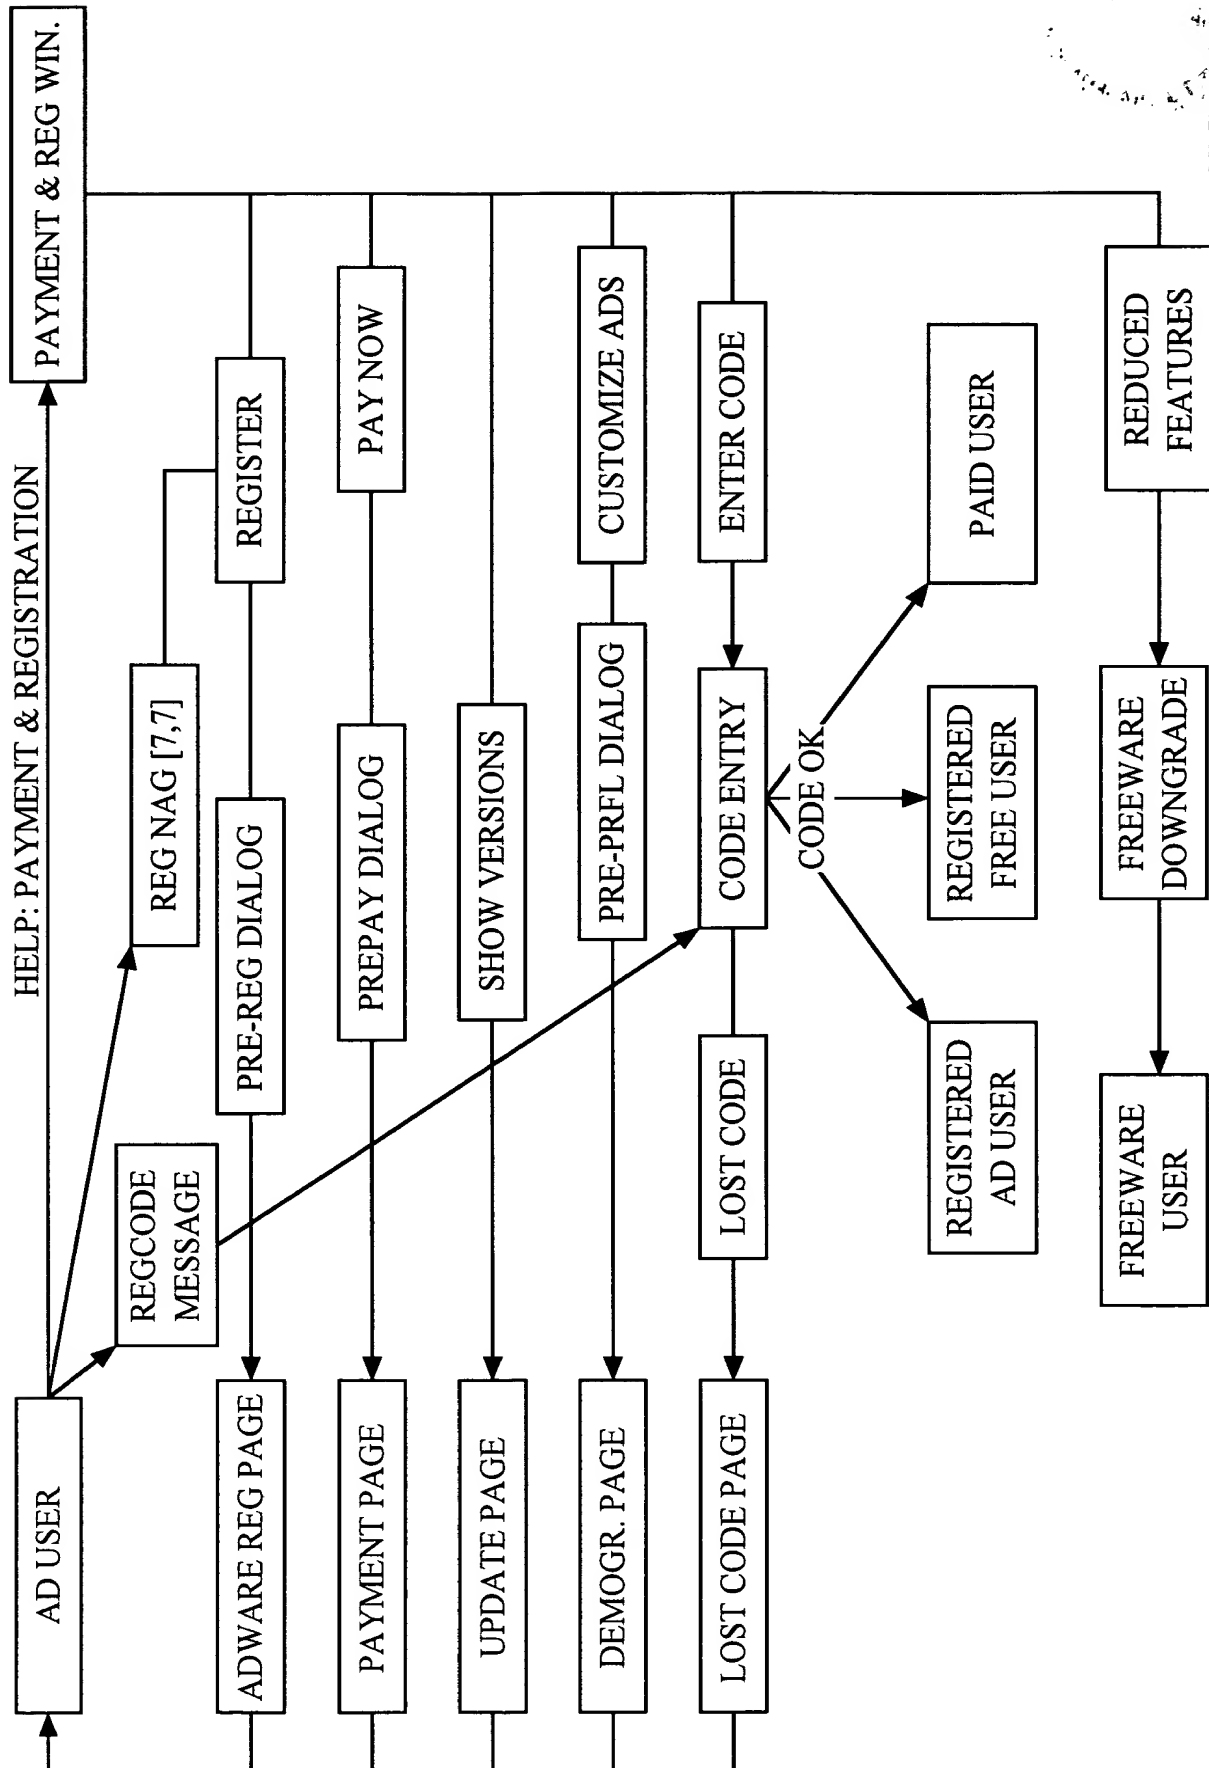 AD USER
HELP: PAYMENT & REGISTRATION
PAYMENT & REG WIN.
REGCODE
MESSAGE
REG NAG [7,7]
ADWARE REG PAGE
PRE-REG DIALOG
REGISTER
PAYMENT PAGE
PREPAY DIALOG
PAY NOW
UPDATE PAGE
SHOW VERSIONS
DEMOGR. PAGE
PRE-PRFL DIALOG
CUSTOMIZE ADS
LOST CODE PAGE
LOST CODE
CODE ENTRY
ENTER CODE
CODE OK
REGISTERED
AD USER
REGISTERED
FREE USER
PAID USER
FREEWARE
USER
FREEWARE
DOWNGRADE
REDUCED
FEATURES